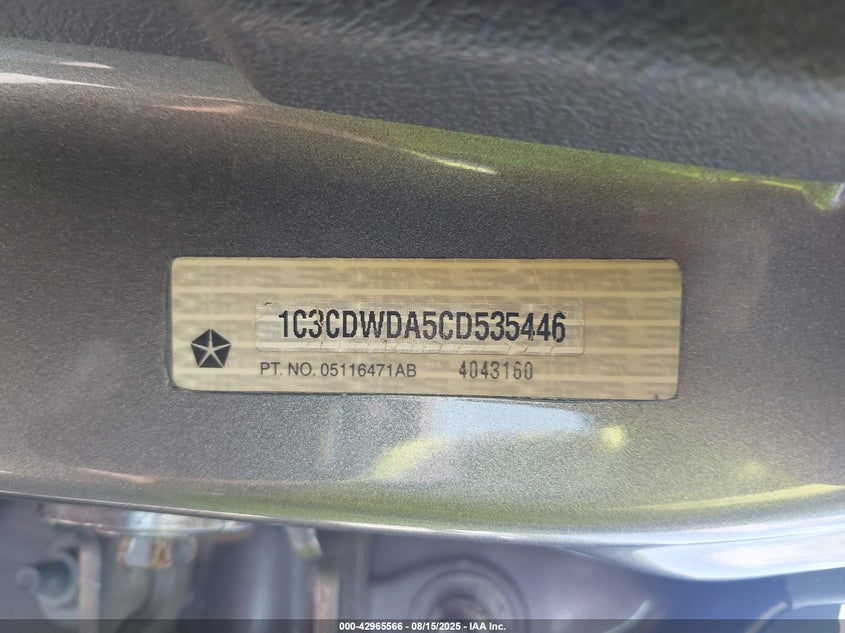 1C3CDWDA5CD535446
PT. NO. 05116471AB 4043160
000-42965566 - 08/15/2025 - IAA Inc.